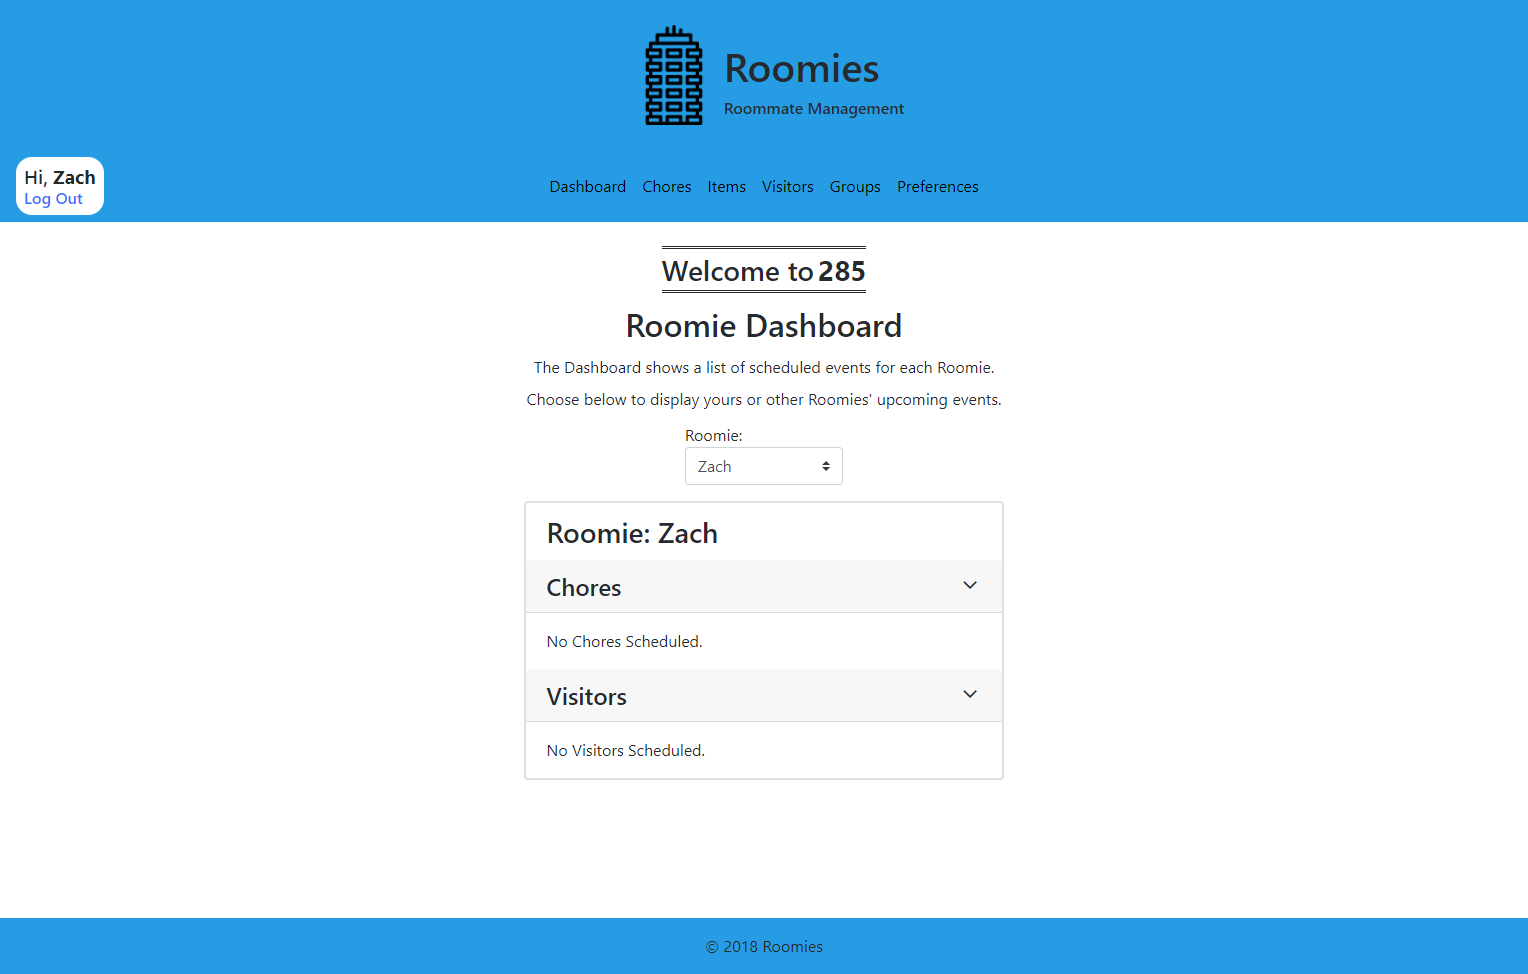 Roomies
Roommate Management
Hi, Zach
Log Out
Dashboard Chores Items Visitors Groups Preferences
Welcome to 285
Roomie Dashboard
The Dashboard shows a list of scheduled events for each Roomie.
Choose below to display yours or other Roomies' upcoming events.
Roomie:
Zach
Roomie: Zach
Chores
No Chores Scheduled.
Visitors
No Visitors Scheduled.
© 2018 Roomies